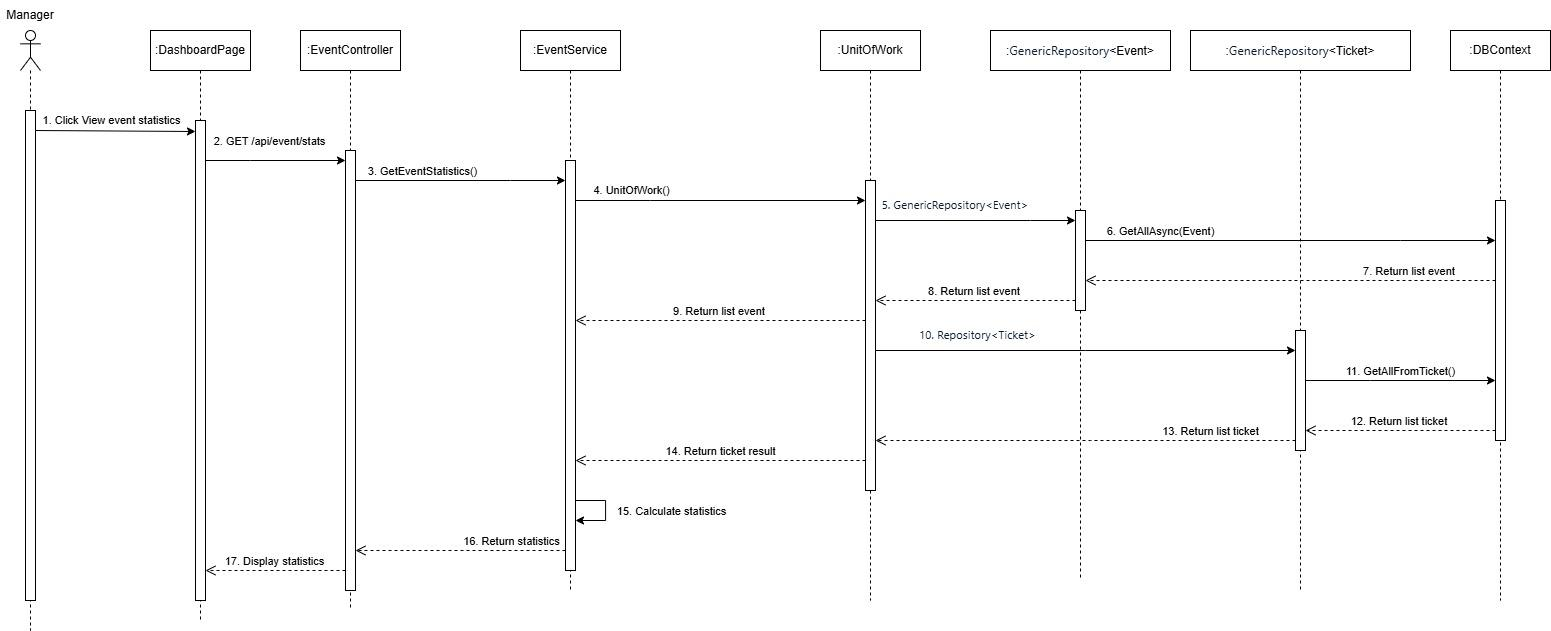 Manager
:DashboardPage
:EventController
:EventService
:UnitOfWork
:GenericRepository<Event>
:GenericRepository<Ticket>
:DBContext
1. Click View event statistics
2. GET /api/event/stats
3. GetEventStatistics()
4. UnitOfWork()
5. GenericRepository<Event>
6. GetAllAsync(Event)
7. Return list event
8. Return list event
9. Return list event
10. Repository<Ticket>
11. GetAllFromTicket()
12. Return list ticket
13. Return list ticket
14. Return ticket result
15. Calculate statistics
16. Return statistics
17. Display statistics